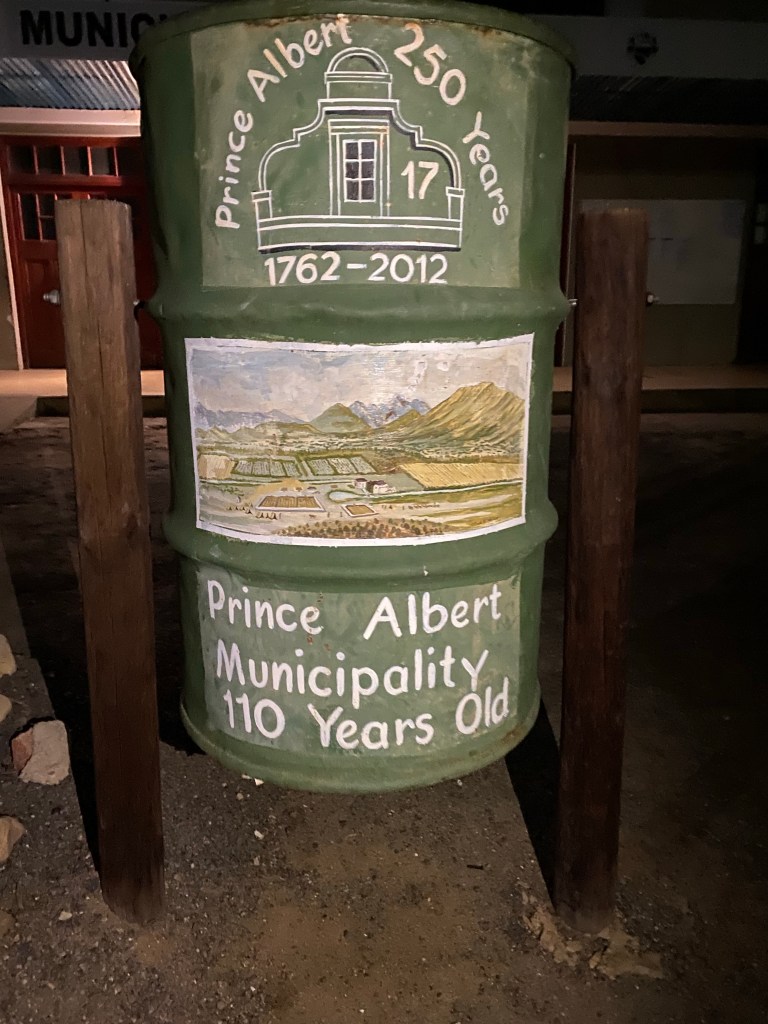 MUNIC
Prince Albert 250 Years
17
1762-2012
Prince Albert
Municipality
110 Years Old